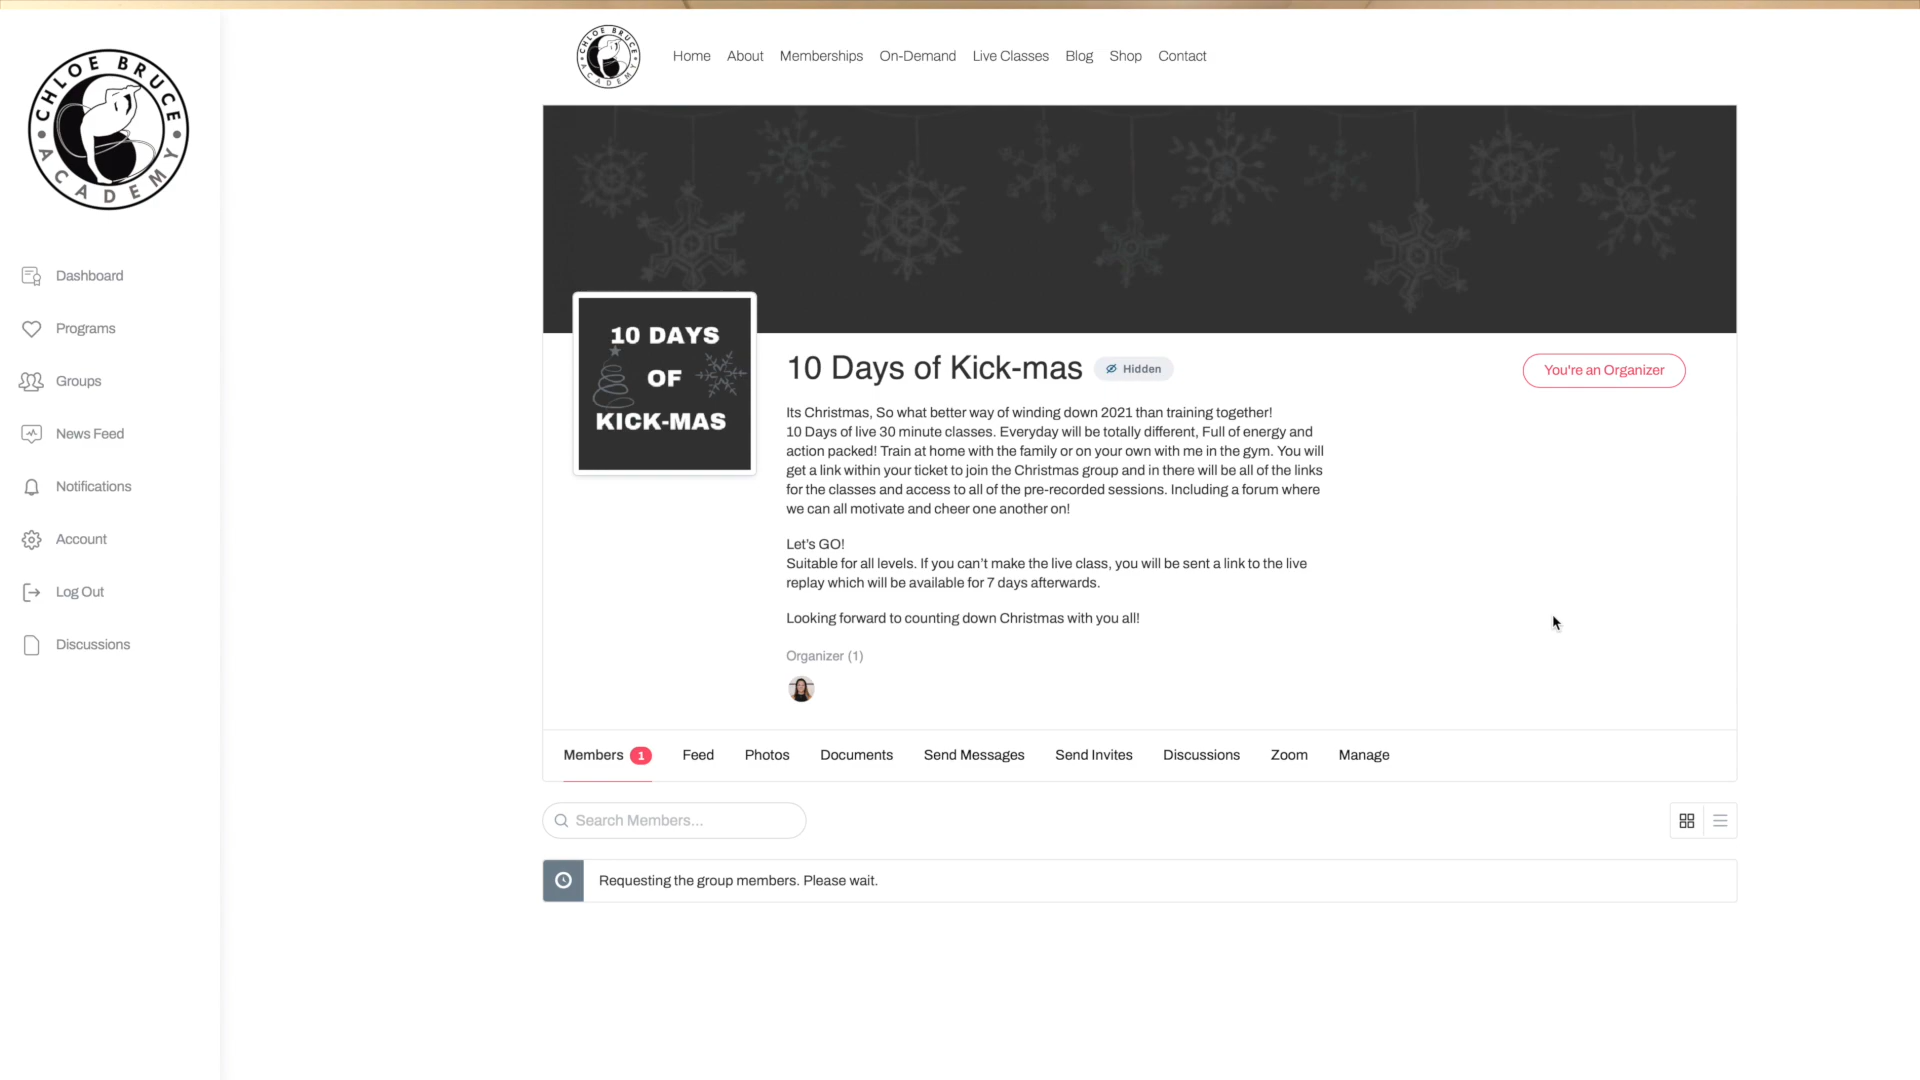 CHLOE BRUCE ACADEMY
Dashboard
Programs
Groups
News Feed
Notifications
Account
Log Out
Discussions
CHLOE BRUCE ACADEMY
Home About Memberships On-Demand Live Classes Blog Shop Contact
10 DAYS
OF
KICK-MAS
10 Days of Kick-mas Hidden
You're an Organizer
Its Christmas, So what better way of winding down 2021 than training together!
10 Days of live 30 minute classes. Everyday will be totally different, Full of energy and
action packed! Train at home with the family or on your own with me in the gym. You will
get a link within your ticket to join the Christmas group and in there will be all of the links
for the classes and access to all of the pre-recorded sessions. Including a forum where
we can all motivate and cheer one another on!
Let's GO!
Suitable for all levels. If you can't make the live class, you will be sent a link to the live
replay which will be available for 7 days afterwards.
Looking forward to counting down Christmas with you all!
Organizer (1)
Members 1 Feed Photos Documents Send Messages Send Invites Discussions Zoom Manage
Search Members...
Requesting the group members. Please wait.